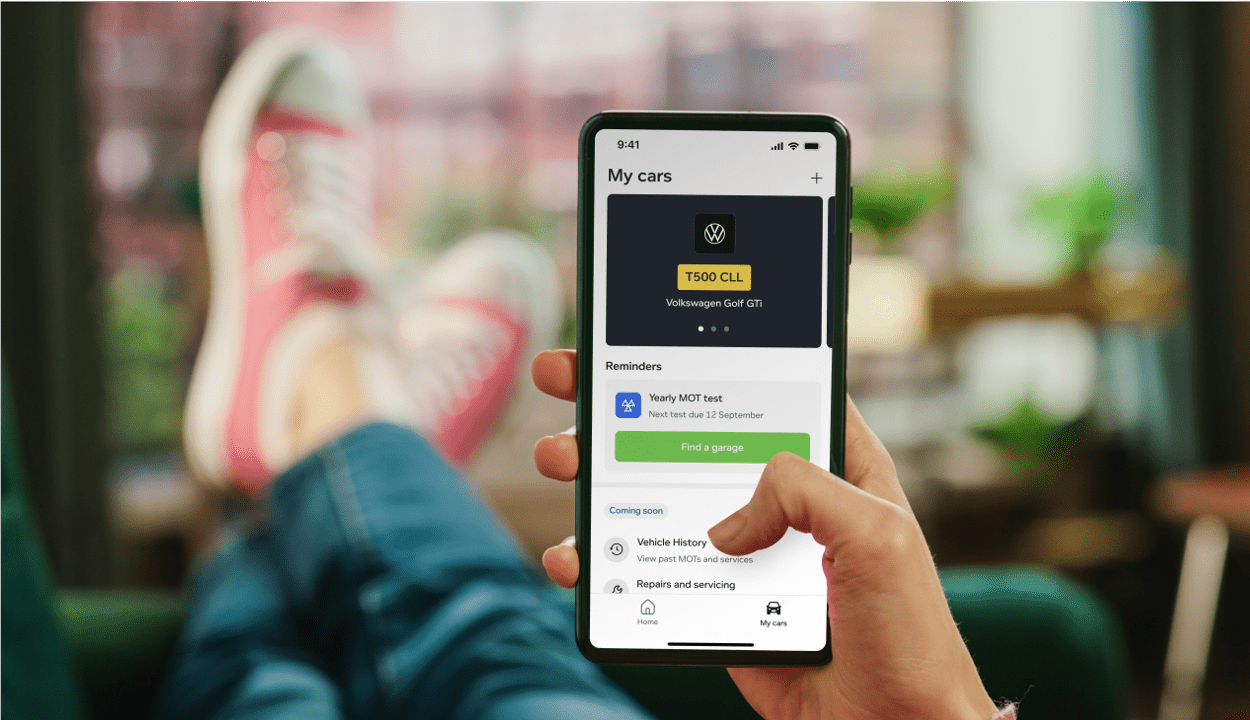 9:41
My cars
T500 CLL
Volkswagen Golf GTi
Reminders
Yearly MOT test
Next test due 12 September
Find a garage
Coming soon
Vehicle History
View past MOTs and services
Repairs and servicing
Home
My cars